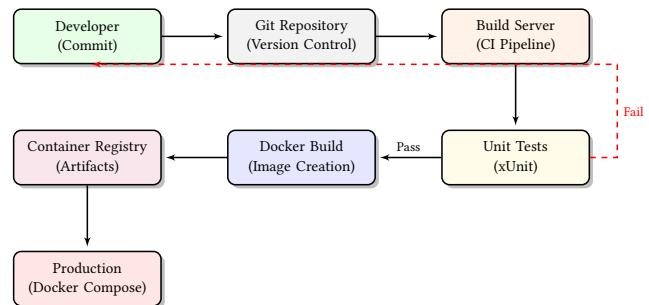 Developer
(Commit)
Git Repository
(Version Control)
Build Server
(CI Pipeline)
Fail
Container Registry
(Artifacts)
Docker Build
(Image Creation)
Pass
Unit Tests
(xUnit)
Production
(Docker Compose)